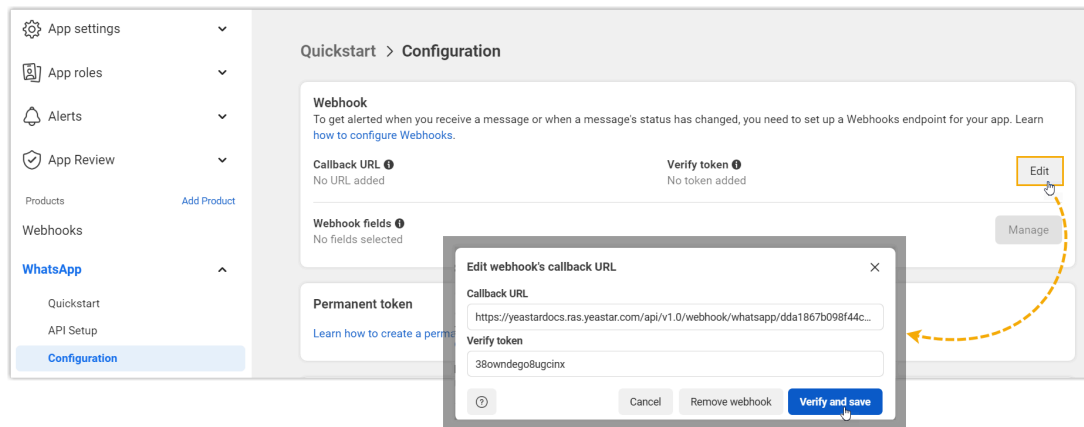 App settings
App roles
Alerts
App Review
Products Add Product
Webhooks
WhatsApp
Quickstart
API Setup
Configuration
Quickstart > Configuration
Webhook
To get alerted when you receive a message or when a message's status has changed, you need to set up a Webhooks endpoint for your app. Learn
how to configure Webhooks.
Callback URL Verify token
No URL added No token added
Edit
Webhook fields
No fields selected
Manage
Permanent token
Learn how to create a perma
Edit webhook's callback URL
Callback URL
https://yeastardocs.ras.yeastar.com/api/v1.0/webhook/whatsapp/dda1867b098f44c...
Verify token
38owndego8ugcinx
Cancel Remove webhook Verify and save